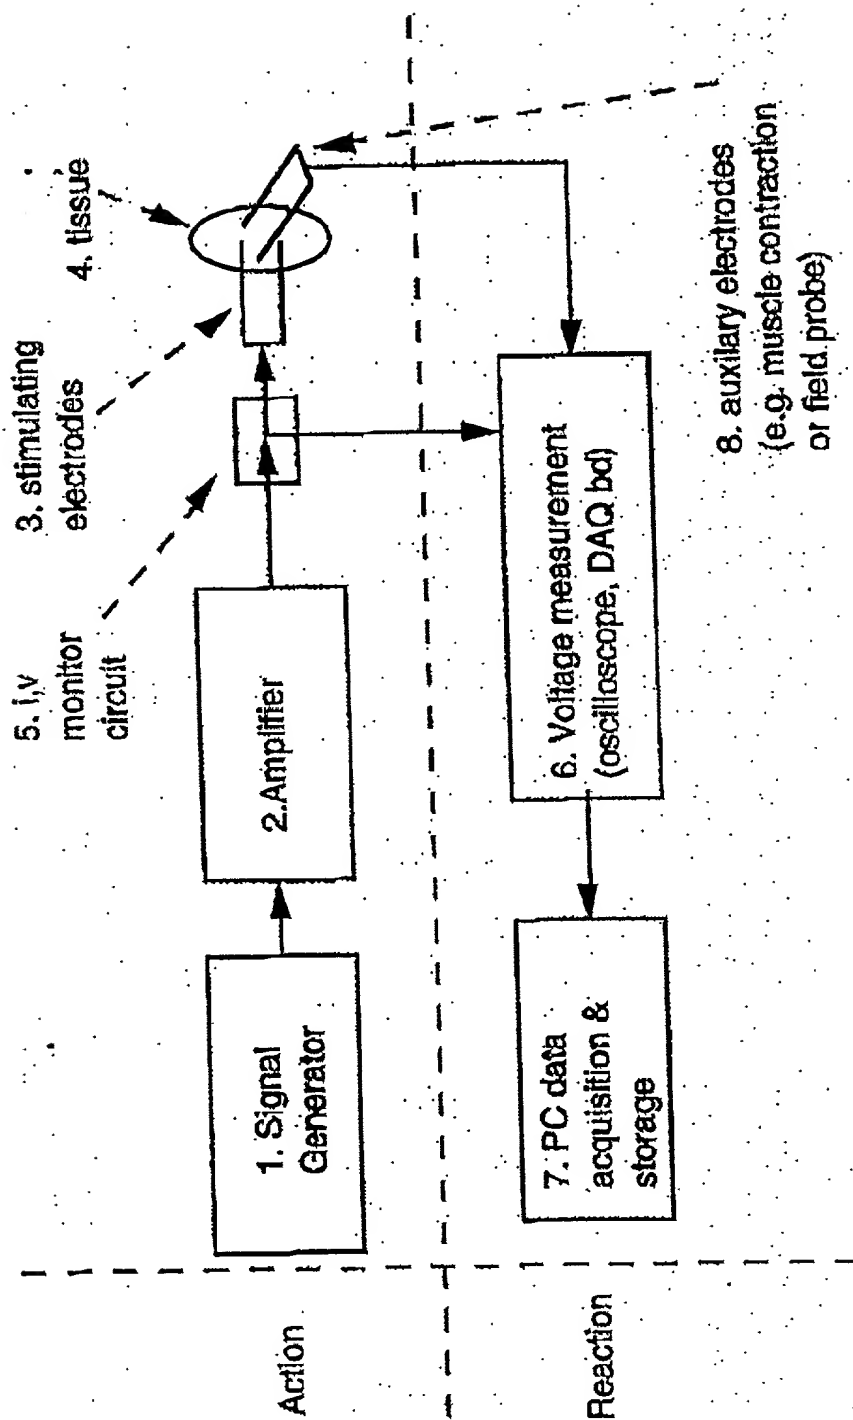 Action
1. Signal
Generator
2.Amplifier
5. i,v
monitor
circuit
3. stimulating
electrodes
4. tissue
Reaction
7. PC data
acquisition &
storage
6. Voltage measurement
(oscilloscope, DAQ bd)
8. auxilary electrodes
(e.g. muscle contraction
or field probe)